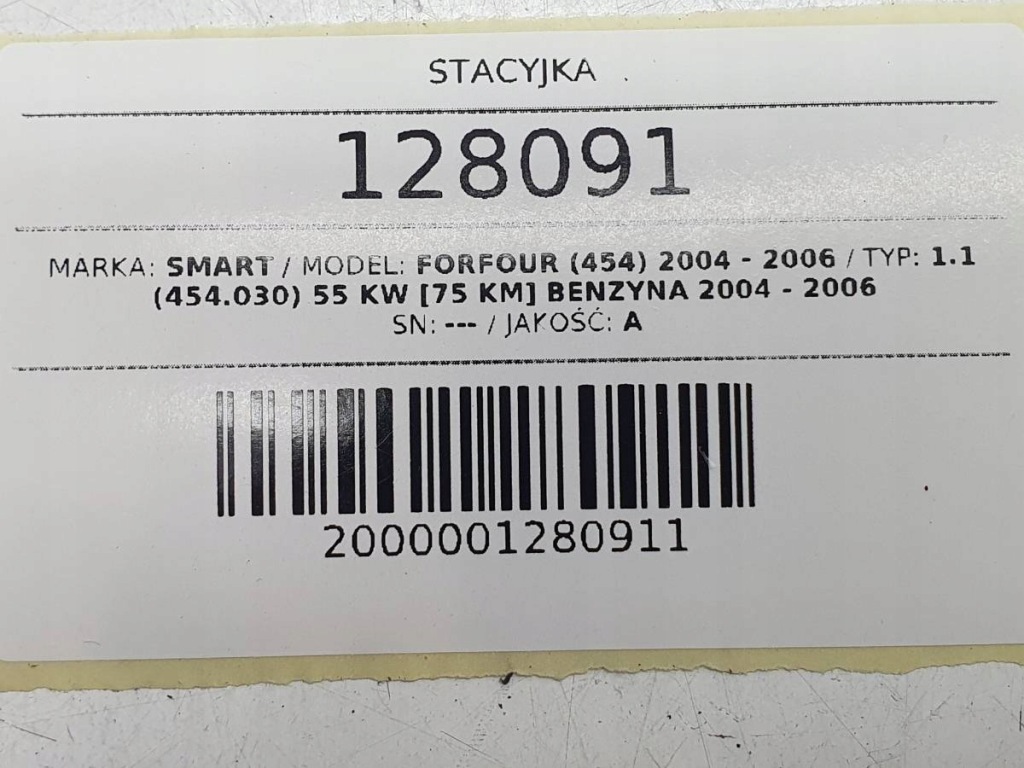 STACYJKA
128091
MARKA: SMART / MODEL: FORFOUR (454) 2004 - 2006 / TYP: 1.1
(454.030) 55 KW [75 KM] BENZYNA 2004 - 2006
SN: --- / JAKOŚĆ: A
2000001280911